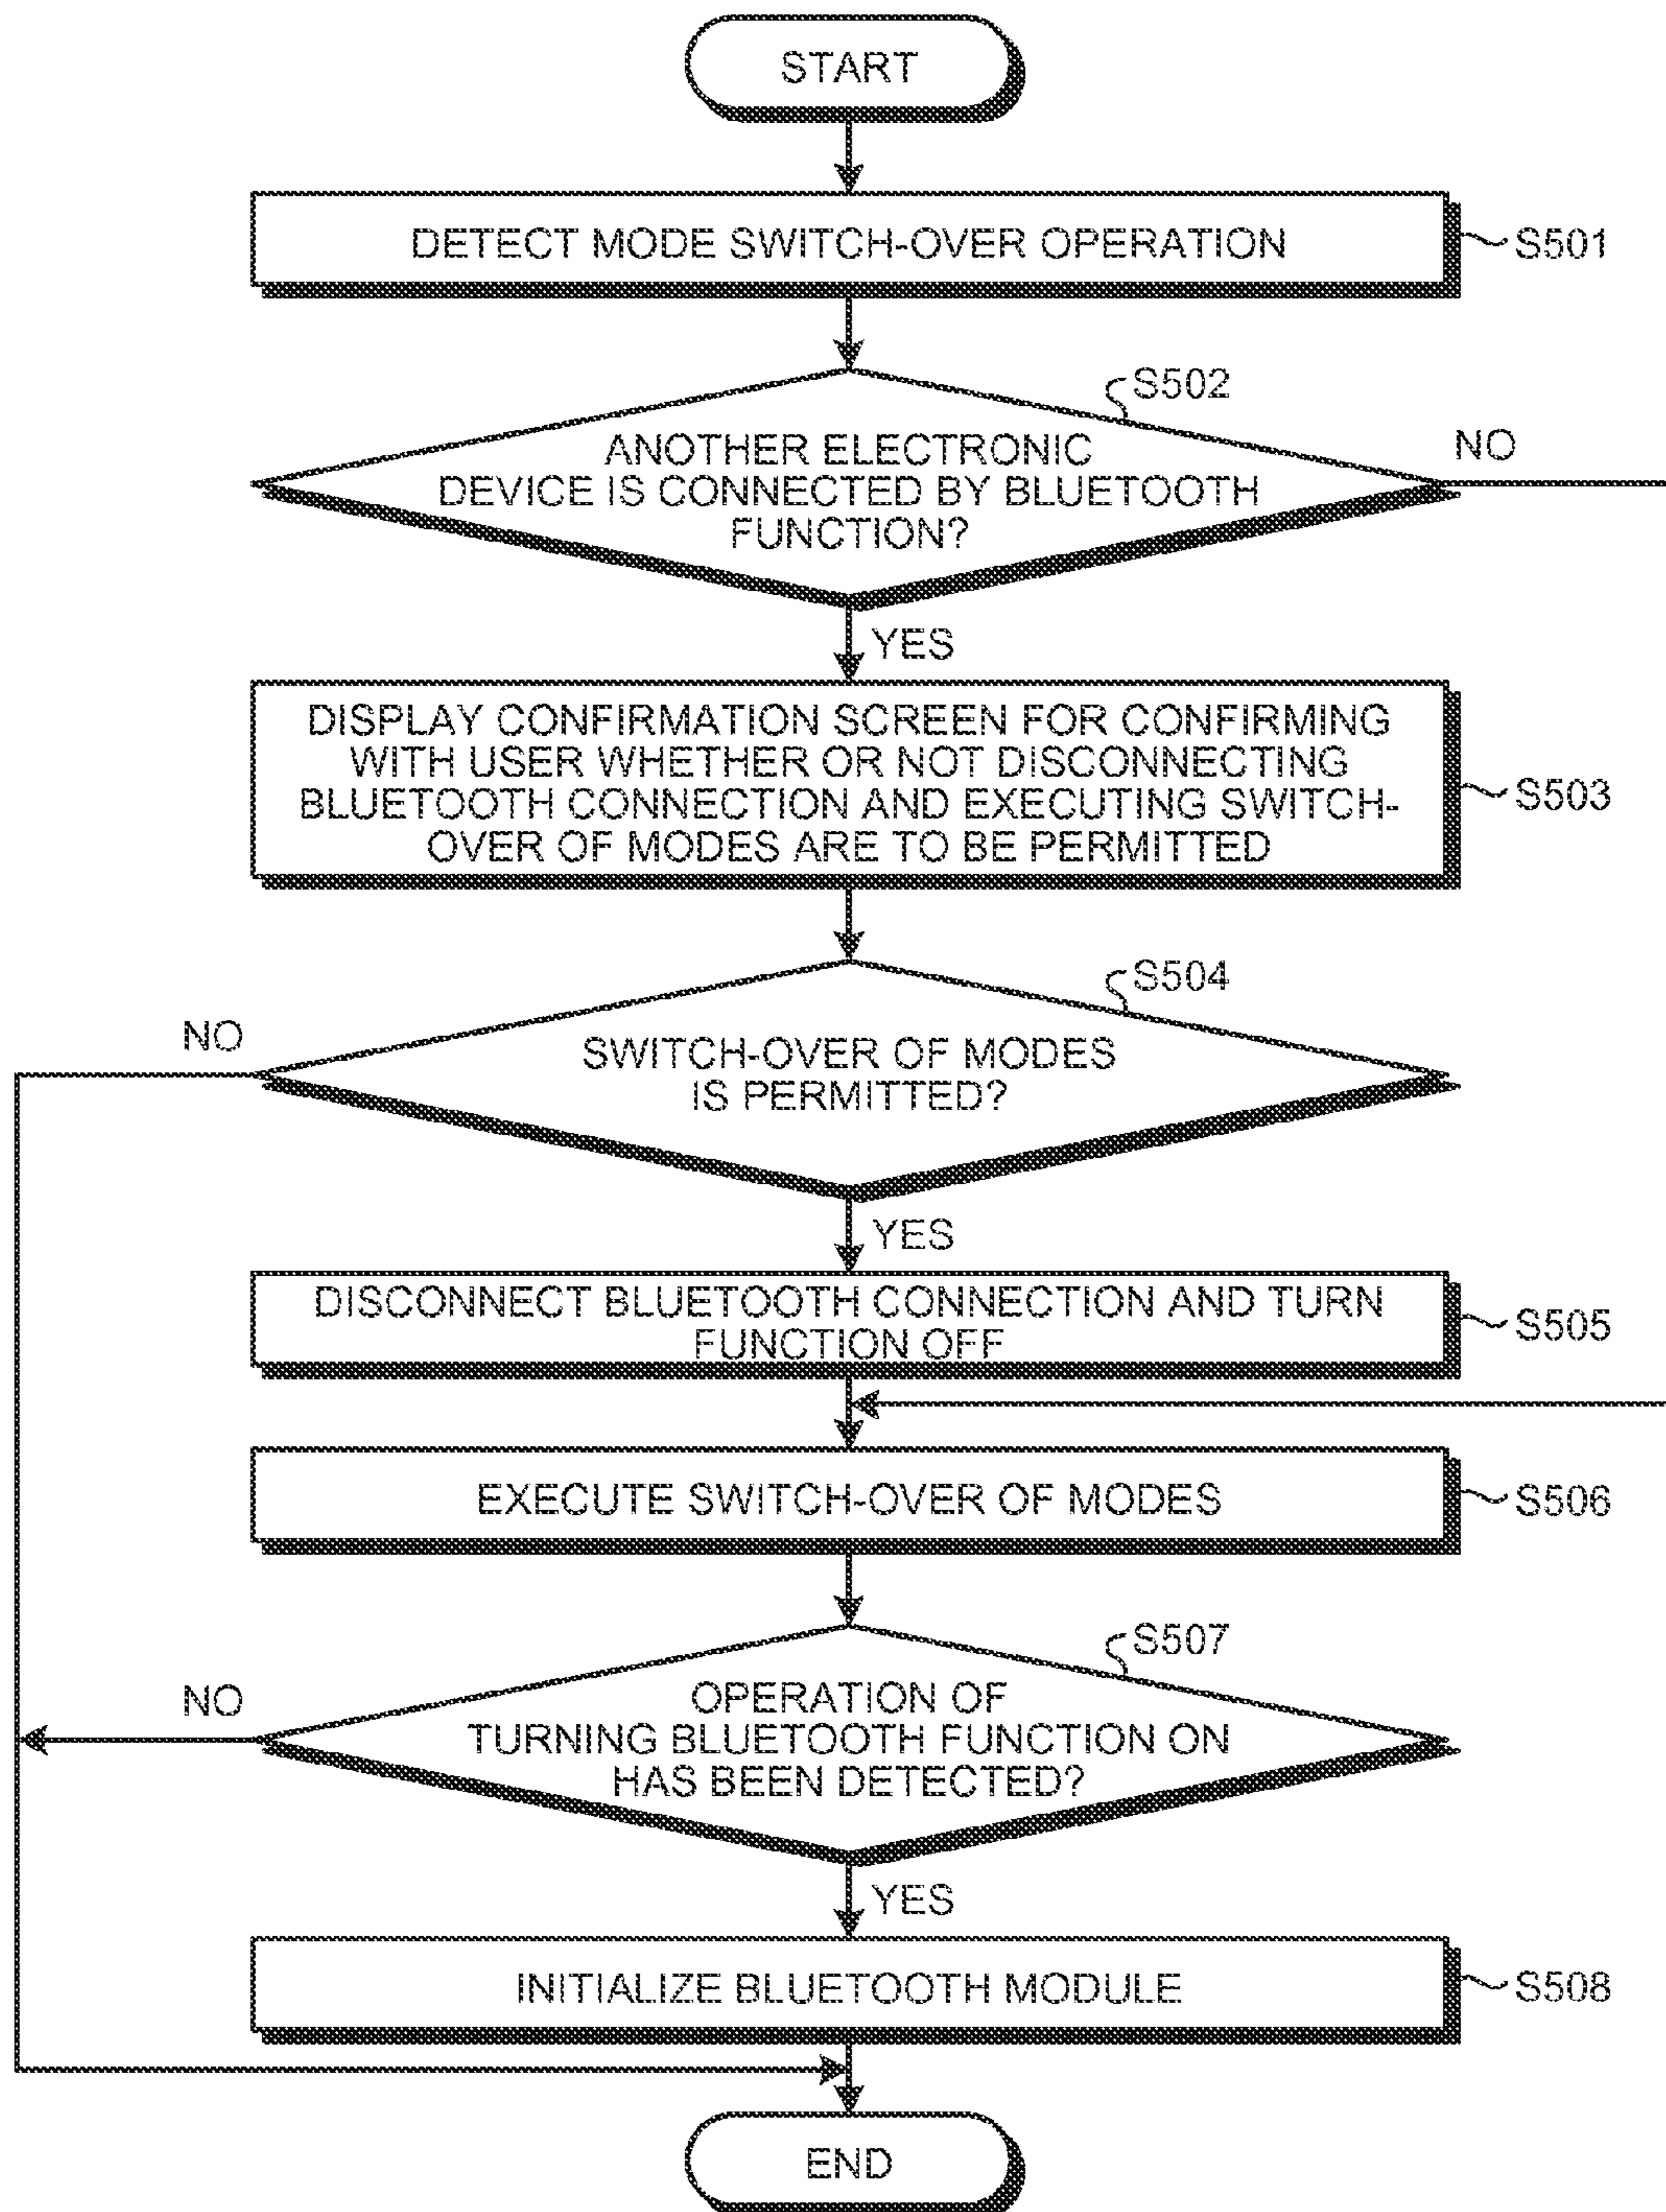 START
DETECT MODE SWITCH-OVER OPERATION
S501
S502
ANOTHER ELECTRONIC
DEVICE IS CONNECTED BY BLUETOOTH
FUNCTION?
NO
YES
DISPLAY CONFIRMATION SCREEN FOR CONFIRMING
WITH USER WHETHER OR NOT DISCONNECTING
BLUETOOTH CONNECTION AND EXECUTING SWITCH-
OVER OF MODES ARE TO BE PERMITTED
S503
S504
NO
SWITCH-OVER OF MODES
IS PERMITTED?
YES
DISCONNECT BLUETOOTH CONNECTION AND TURN
FUNCTION OFF
S505
EXECUTE SWITCH-OVER OF MODES
S506
S507
NO
OPERATION OF
TURNING BLUETOOTH FUNCTION ON
HAS BEEN DETECTED?
YES
INITIALIZE BLUETOOTH MODULE
S508
END